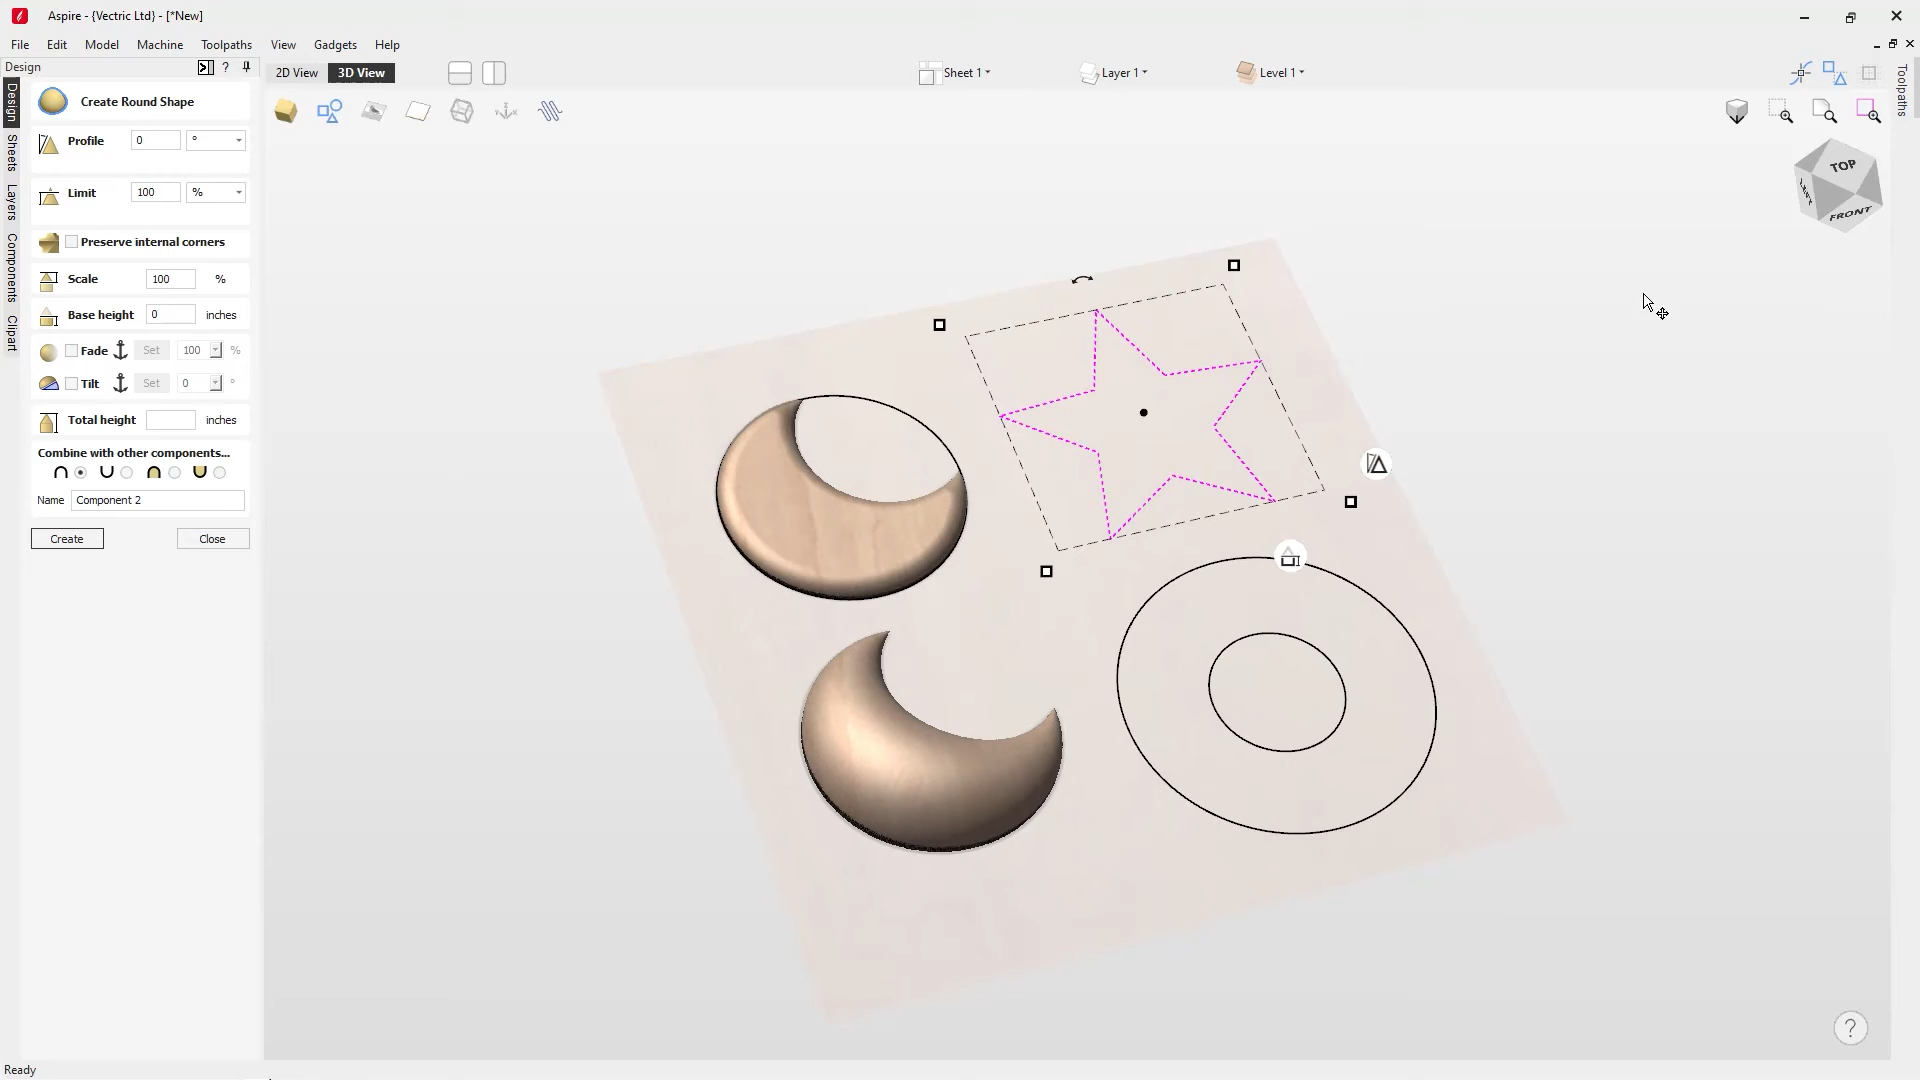 Aspire - {Vectric Ltd} - [*New]
File Edit Model Machine Toolpaths View Gadgets Help
Design
2D View 3D View Sheet 1 Layer 1 Level 1
Design
Sheets
Layers
Components
Clipart
Create Round Shape
Profile 0 °
Limit 100 %
Preserve internal corners
Scale 100 %
Base height 0 inches
Fade Set 100 %
Tilt Set 0 °
Total height inches
Combine with other components...
Name Component 2
Create Close
Toolpaths
TOP
LEFT
FRONT
Ready